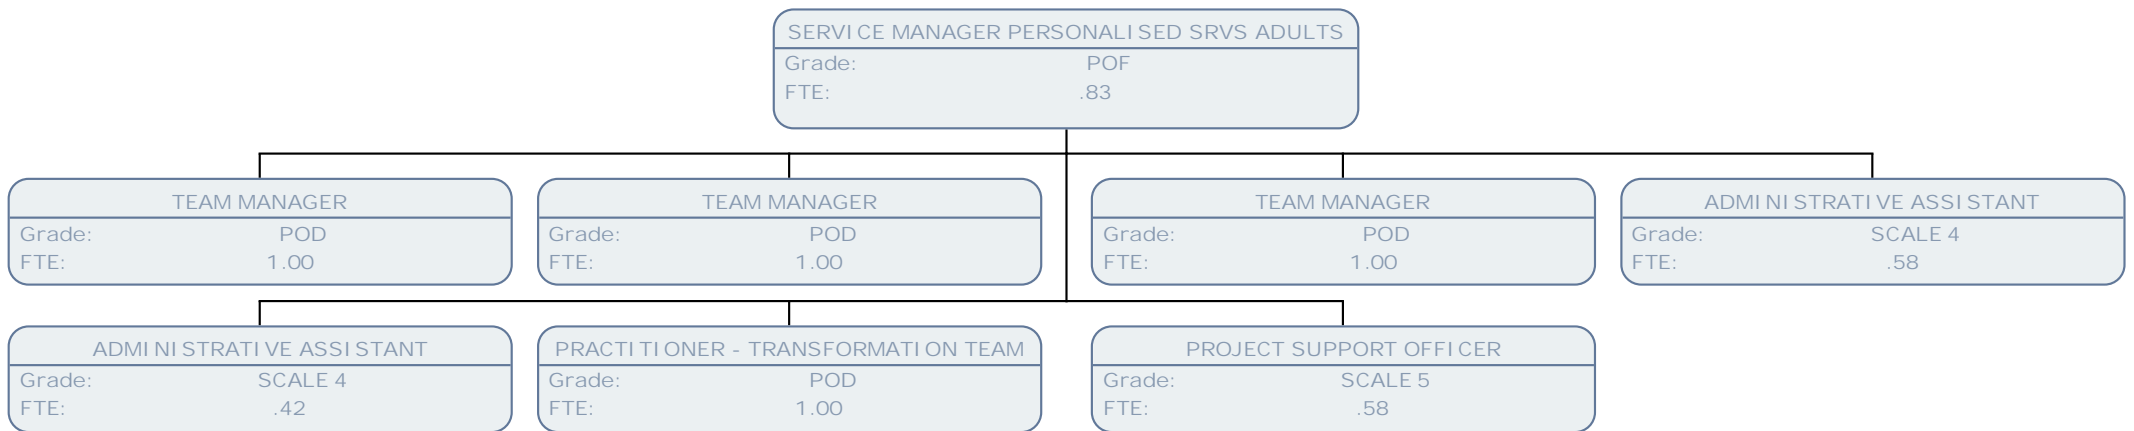 SERVICE MANAGER PERSONALISED SRVS ADULTS
Grade: POF
FTE: .83
TEAM MANAGER
Grade: POD
FTE: 1.00
TEAM MANAGER
Grade: POD
FTE: 1.00
TEAM MANAGER
Grade: POD
FTE: 1.00
ADMINISTRATIVE ASSISTANT
Grade: SCALE 4
FTE: .58
ADMINISTRATIVE ASSISTANT
Grade: SCALE 4
FTE: .42
PRACTITIONER - TRANSFORMATION TEAM
Grade: POD
FTE: 1.00
PROJECT SUPPORT OFFICER
Grade: SCALE 5
FTE: .58